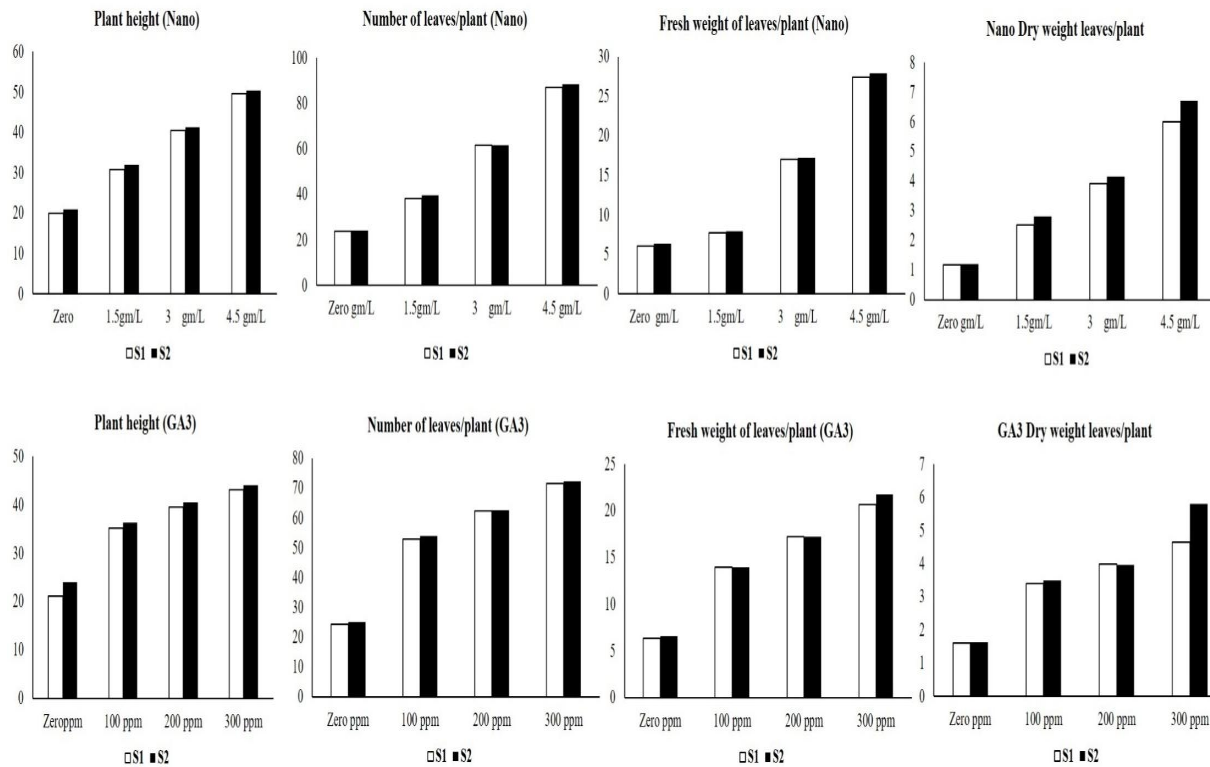 Plant height (Nano)
60
50
40
30
20
10
0
Zero 1.5gm/L 3 gm/L 4.5 gm/L
□S1 ■S2
Number of leaves/plant (Nano)
100
80
60
40
20
0
Zero gm/L 1.5gm/L 3 gm/L 4.5 gm/L
□S1 ■S2
Fresh weight of leaves/plant (Nano)
30
25
20
15
10
5
0
Zero gm/L 1.5gm/L 3 gm/L 4.5 gm/L
□S1 ■S2
Nano Dry weight leaves/plant
8
7
6
5
4
3
2
1
0
Zero gm/L 1.5gm/L 3 gm/L 4.5 gm/L
□S1 ■S2
Plant height (GA3)
50
40
30
20
10
0
Zeroppm 100 ppm 200 ppm 300 ppm
□S1 ■S2
Number of leaves/plant (GA3)
80
70
60
50
40
30
20
10
0
Zero ppm 100 ppm 200 ppm 300 ppm
□S1 ■S2
Fresh weight of leaves/plant (GA3)
25
20
15
10
5
0
Zero ppm 100 ppm 200 ppm 300 ppm
□S1 ■S2
GA3 Dry weight leaves/plant
7
6
5
4
3
2
1
0
Zero ppm 100 ppm 200 ppm 300 ppm
□S1 ■S2